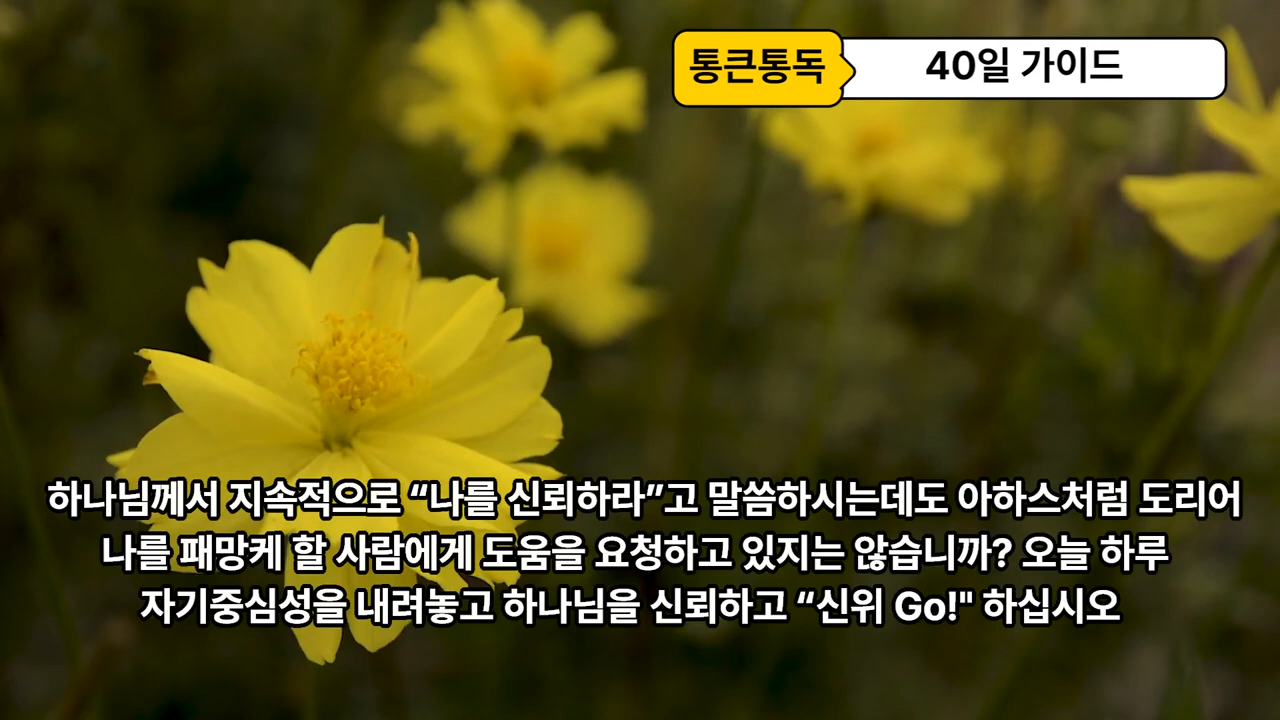 통큰통독
40일 가이드
하나님께서 지속적으로 “나를 신뢰하라”고 말씀하시는데도 아하스처럼 도리어
나를 패망케 할 사람에게 도움을 요청하고 있지는 않습니까? 오늘 하루
자기중심성을 내려놓고 하나님을 신뢰하고 “신위 Go!" 하십시오